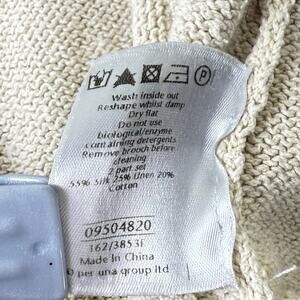 Wash inside out
Reshape whilst damp
Dry flat
Do not use
biological/enzyme
containing detergents
Remove brooch before
cleaning
2 part set
55% Silk 25% Linen 20%
Cotton
09504820
162/3853I
Made In China
© per una group ltd